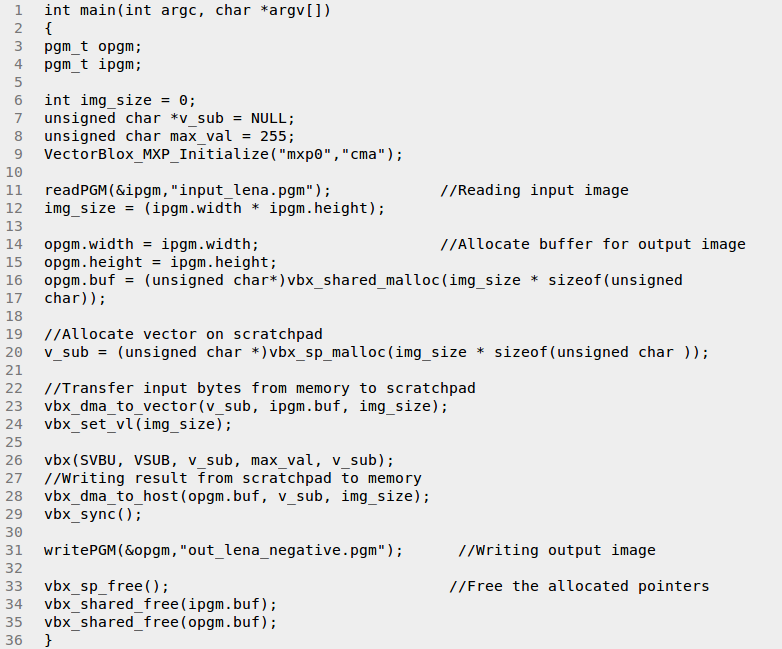 1 int main(int argc, char *argv[])
2 {
3 pgm_t opgm;
4 pgm_t ipgm;
5
6 int img_size = 0;
7 unsigned char *v_sub = NULL;
8 unsigned char max_val = 255;
9 VectorBlox_MXP_Initialize("mxp0","cma");
10
11 readPGM(&ipgm,"input_lena.pgm"); //Reading input image
12 img_size = (ipgm.width * ipgm.height);
13
14 opgm.width = ipgm.width; //Allocate buffer for output image
15 opgm.height = ipgm.height;
16 opgm.buf = (unsigned char*)vbx_shared_malloc(img_size * sizeof(unsigned
17 char));
18
19 //Allocate vector on scratchpad
20 v_sub = (unsigned char *)vbx_sp_malloc(img_size * sizeof(unsigned char ));
21
22 //Transfer input bytes from memory to scratchpad
23 vbx_dma_to_vector(v_sub, ipgm.buf, img_size);
24 vbx_set_vl(img_size);
25
26 vbx(SVBU, VSUB, v_sub, max_val, v_sub);
27 //Writing result from scratchpad to memory
28 vbx_dma_to_host(opgm.buf, v_sub, img_size);
29 vbx_sync();
30
31 writePGM(&opgm,"out_lena_negative.pgm"); //Writing output image
32
33 vbx_sp_free(); //Free the allocated pointers
34 vbx_shared_free(ipgm.buf);
35 vbx_shared_free(opgm.buf);
36 }